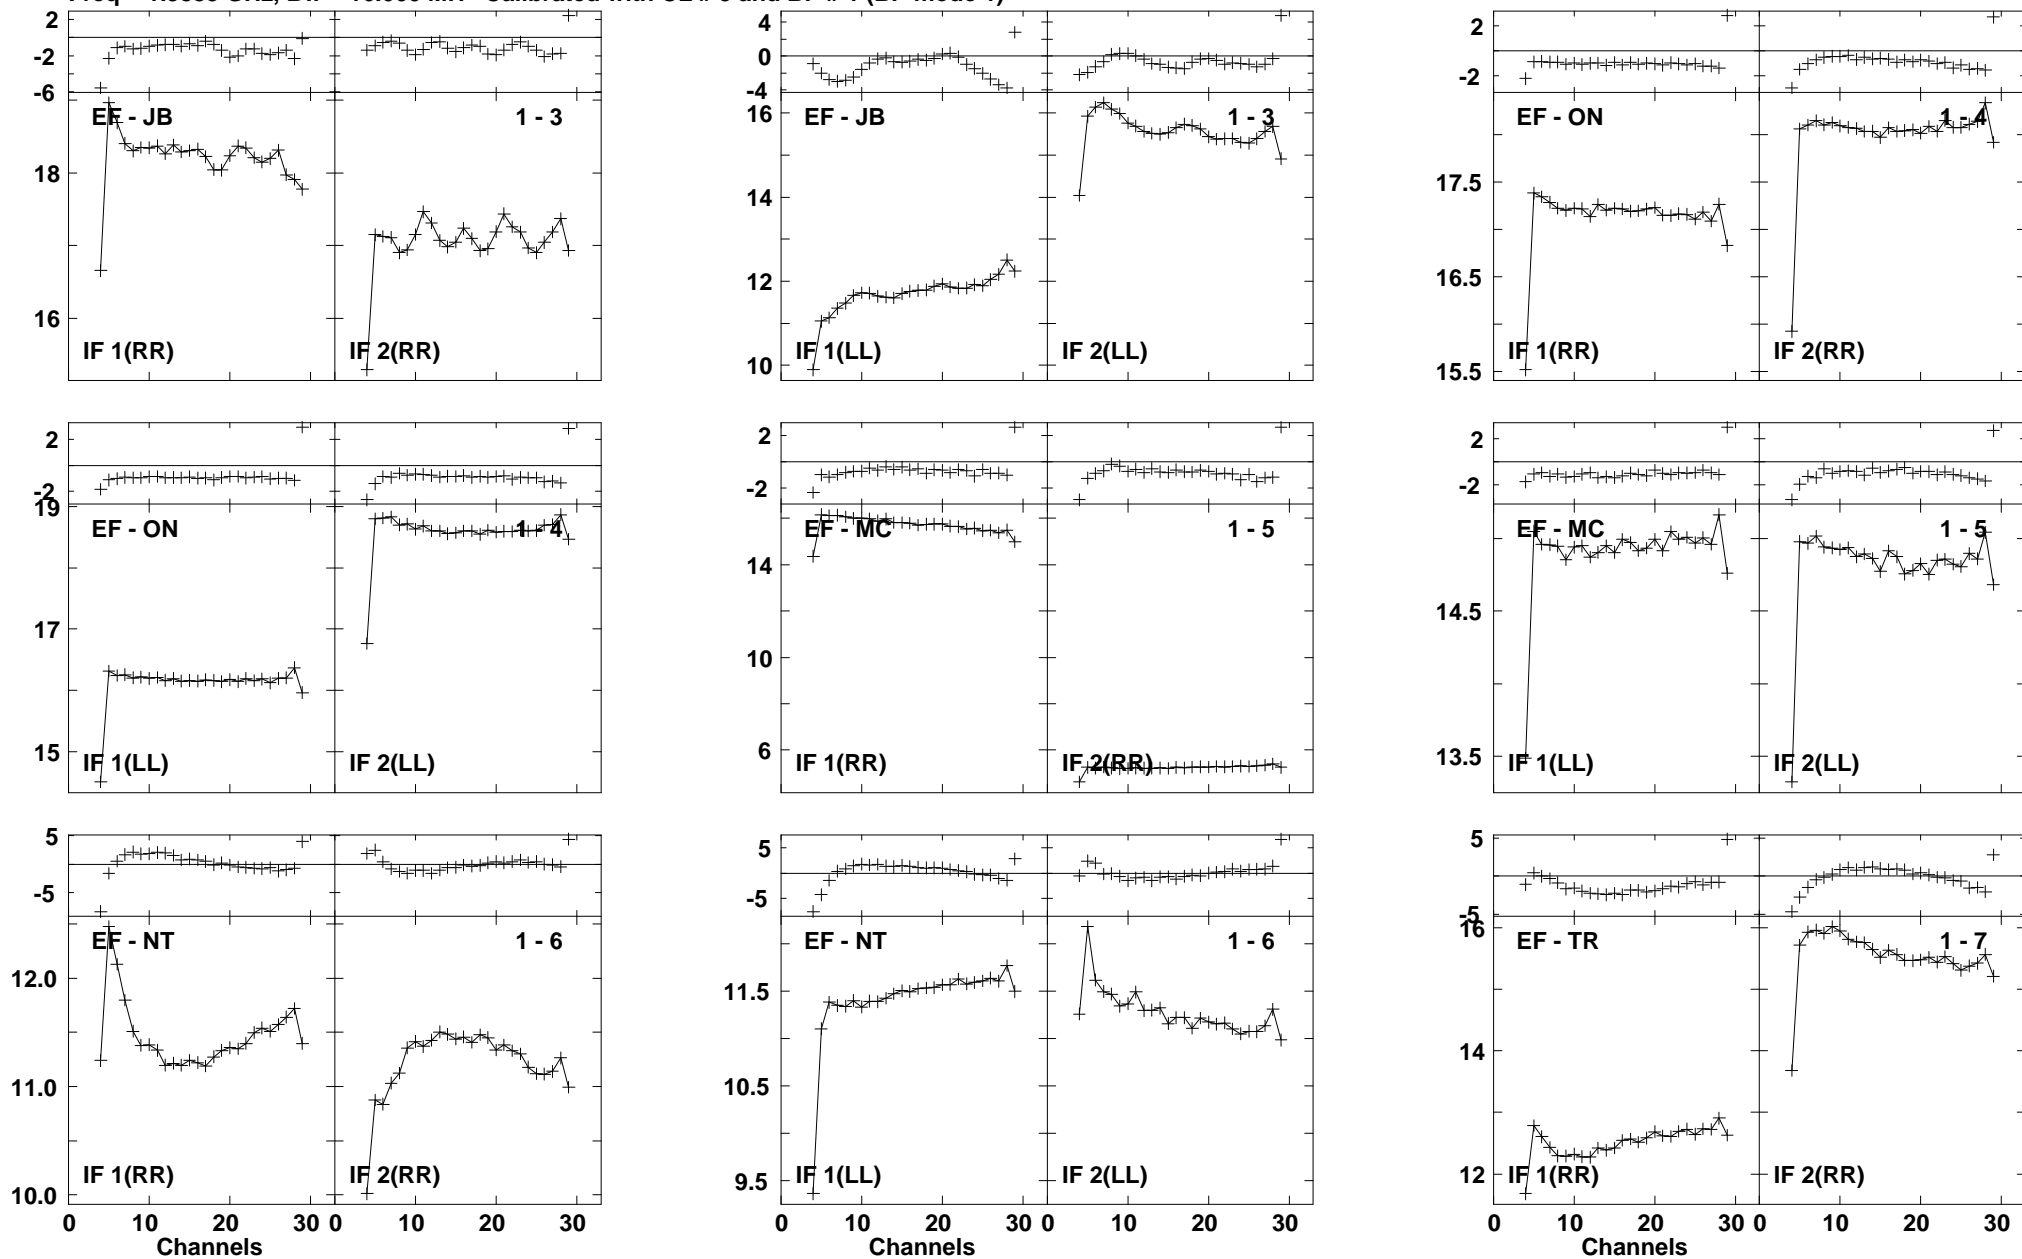 2 -2 -6 4 0 -4 2 -2
EF - JB 1 - 3 EF - JB 1 - 3 EF - ON 1 - 4
18 16 16 14 12 10 17.5 16.5 15.5
IF 1(RR) IF 2(RR) IF 1(LL) IF 2(LL) IF 1(RR) IF 2(RR)
2 -2 2 -2 2 -2
EF - ON 1 - 4 EF - MC 1 - 5 EF - MC 1 - 5
19 17 15 14 10 6 14.5 13.5
IF 1(LL) IF 2(LL) IF 1(RR) IF 2(RR) IF 1(LL) IF 2(LL)
5 -5 5 -5 5 -5
EF - NT 1 - 6 EF - NT 1 - 6 EF - TR 1 - 7
12.0 11.0 10.0 11.5 10.5 9.5 16 14 12
IF 1(RR) IF 2(RR) IF 1(LL) IF 2(LL) IF 1(RR) IF 2(RR)
0 10 20 30 0 10 20 30 0 10 20 30 0 10 20 30 0 10 20 30 0 10 20 30
Channels Channels Channels